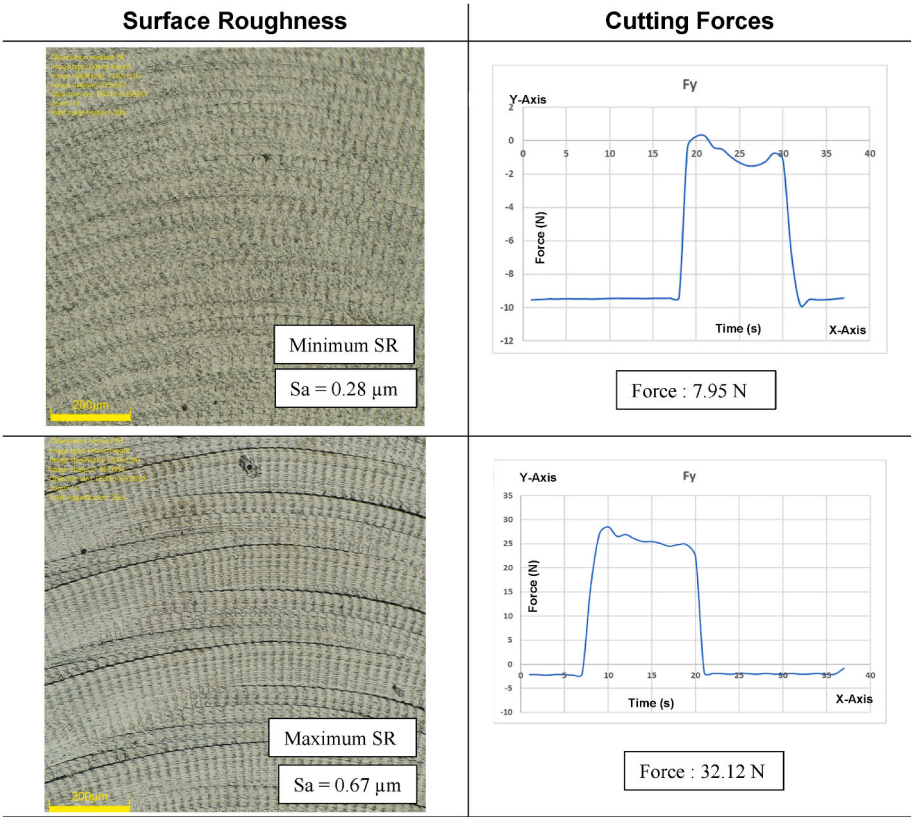 Surface Roughness
Cutting Forces
Minimum SR
Sa = 0.28 µm
200µm
Fy
Y-Axis
2
0
-2
-4
-6
-8
-10
-12
0 5 10 15 20 25 30 35 40
Force (N)
Time (s)
X-Axis
Force : 7.95 N
Maximum SR
Sa = 0.67 µm
200µm
Y-Axis
Fy
35
30
25
20
15
10
5
0
-5
-10
0 5 10 15 20 25 30 35 40
Force (N)
Time (s)
X-Axis
Force : 32.12 N